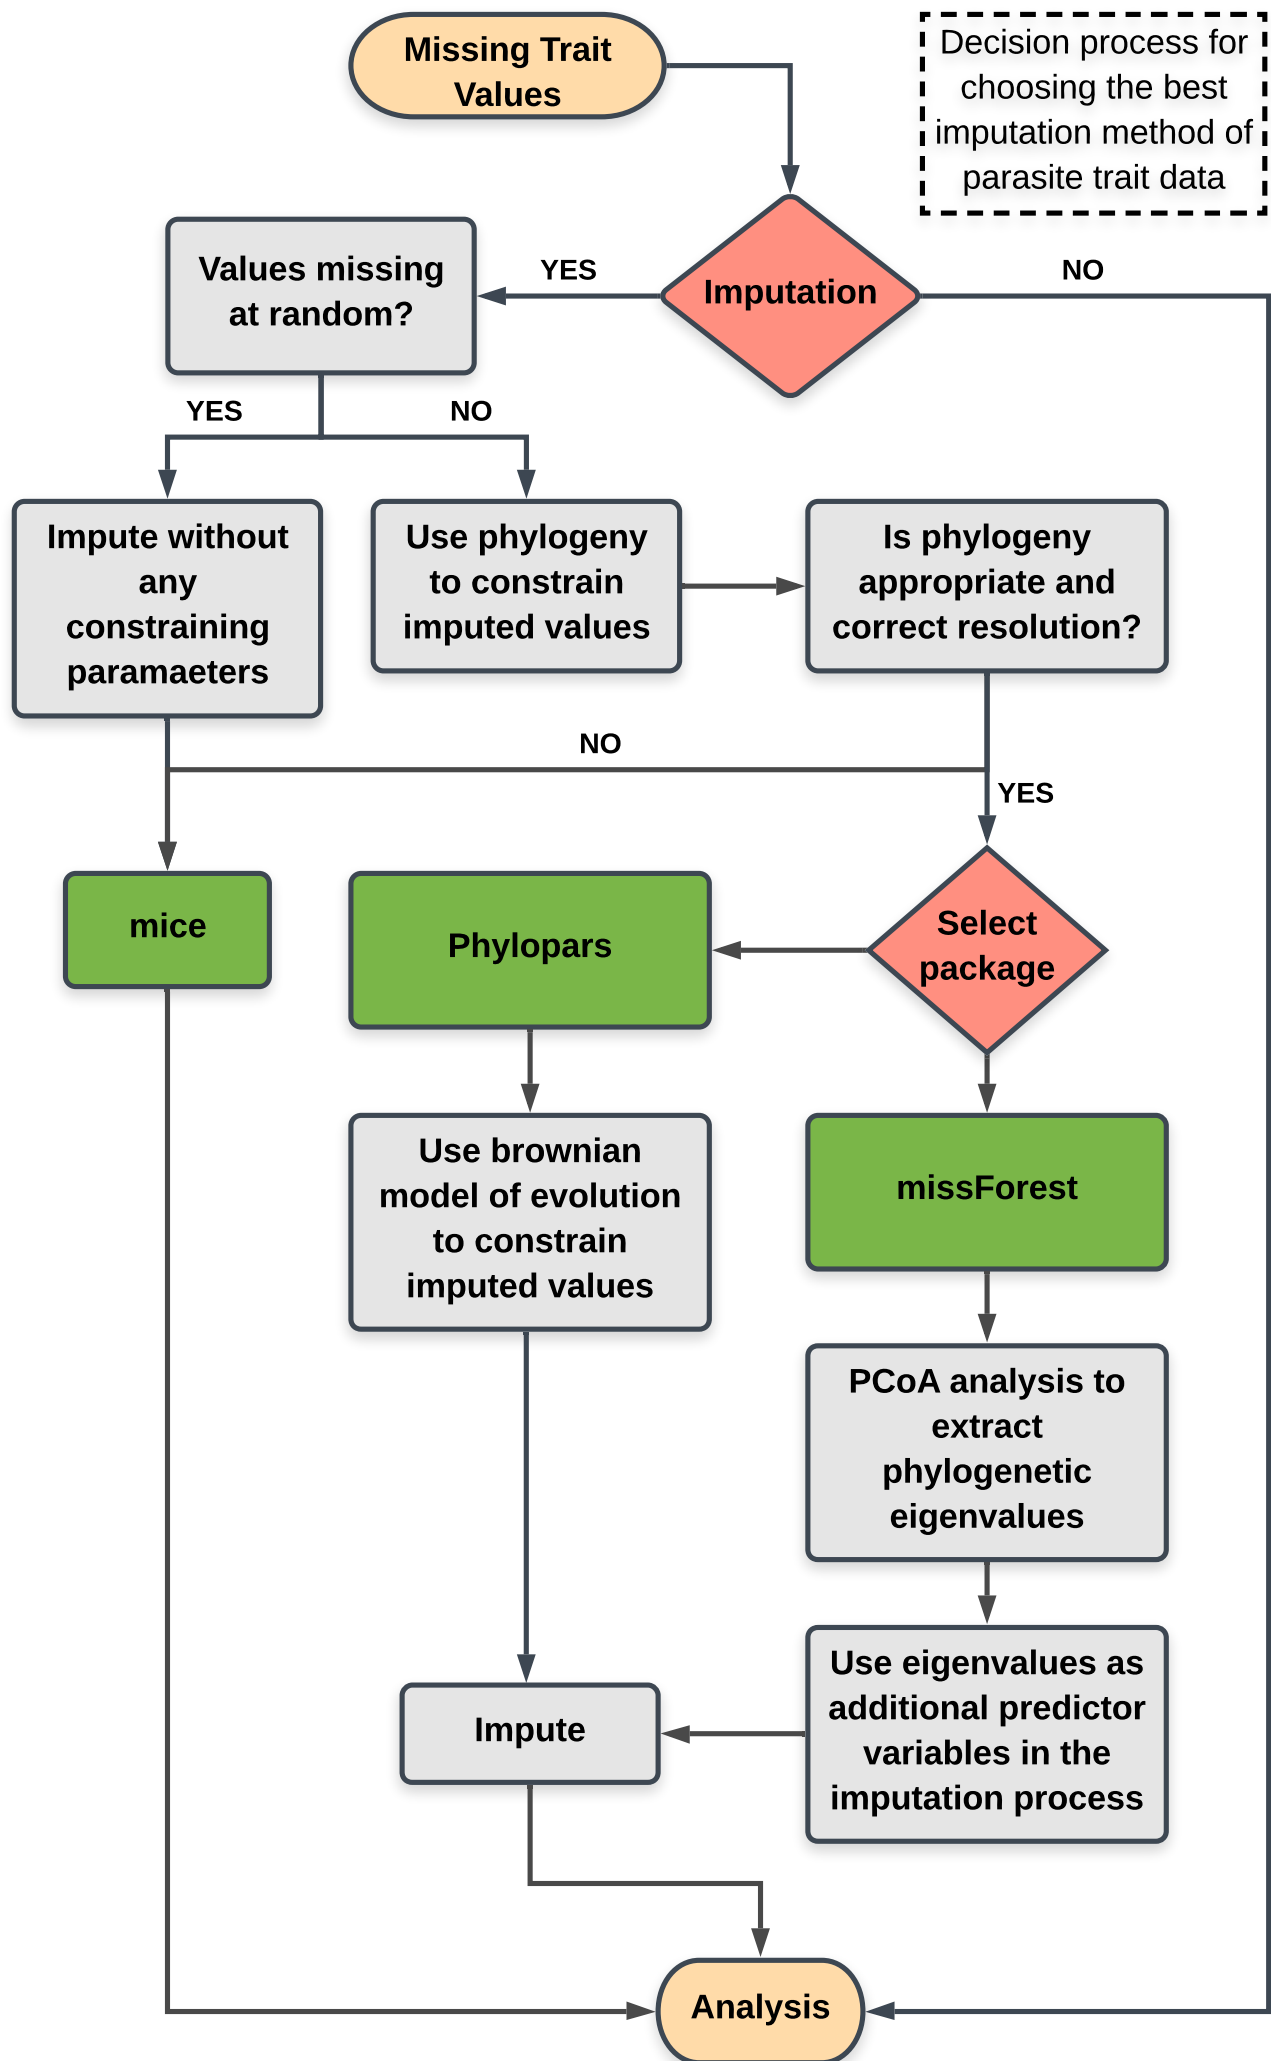 Missing Trait
Values
Decision process for
choosing the best
imputation method of
parasite trait data
Values missing
at random?
YES
Imputation
NO
YES
NO
Impute without
any
constraining
paramaeters
Use phylogeny
to constrain
imputed values
Is phylogeny
appropriate and
correct resolution?
NO
YES
mice
Phylopars
Select
package
Use brownian
model of evolution
to constrain
imputed values
missForest
PCoA analysis to
extract
phylogenetic
eigenvalues
Impute
Use eigenvalues as
additional predictor
variables in the
imputation process
Analysis